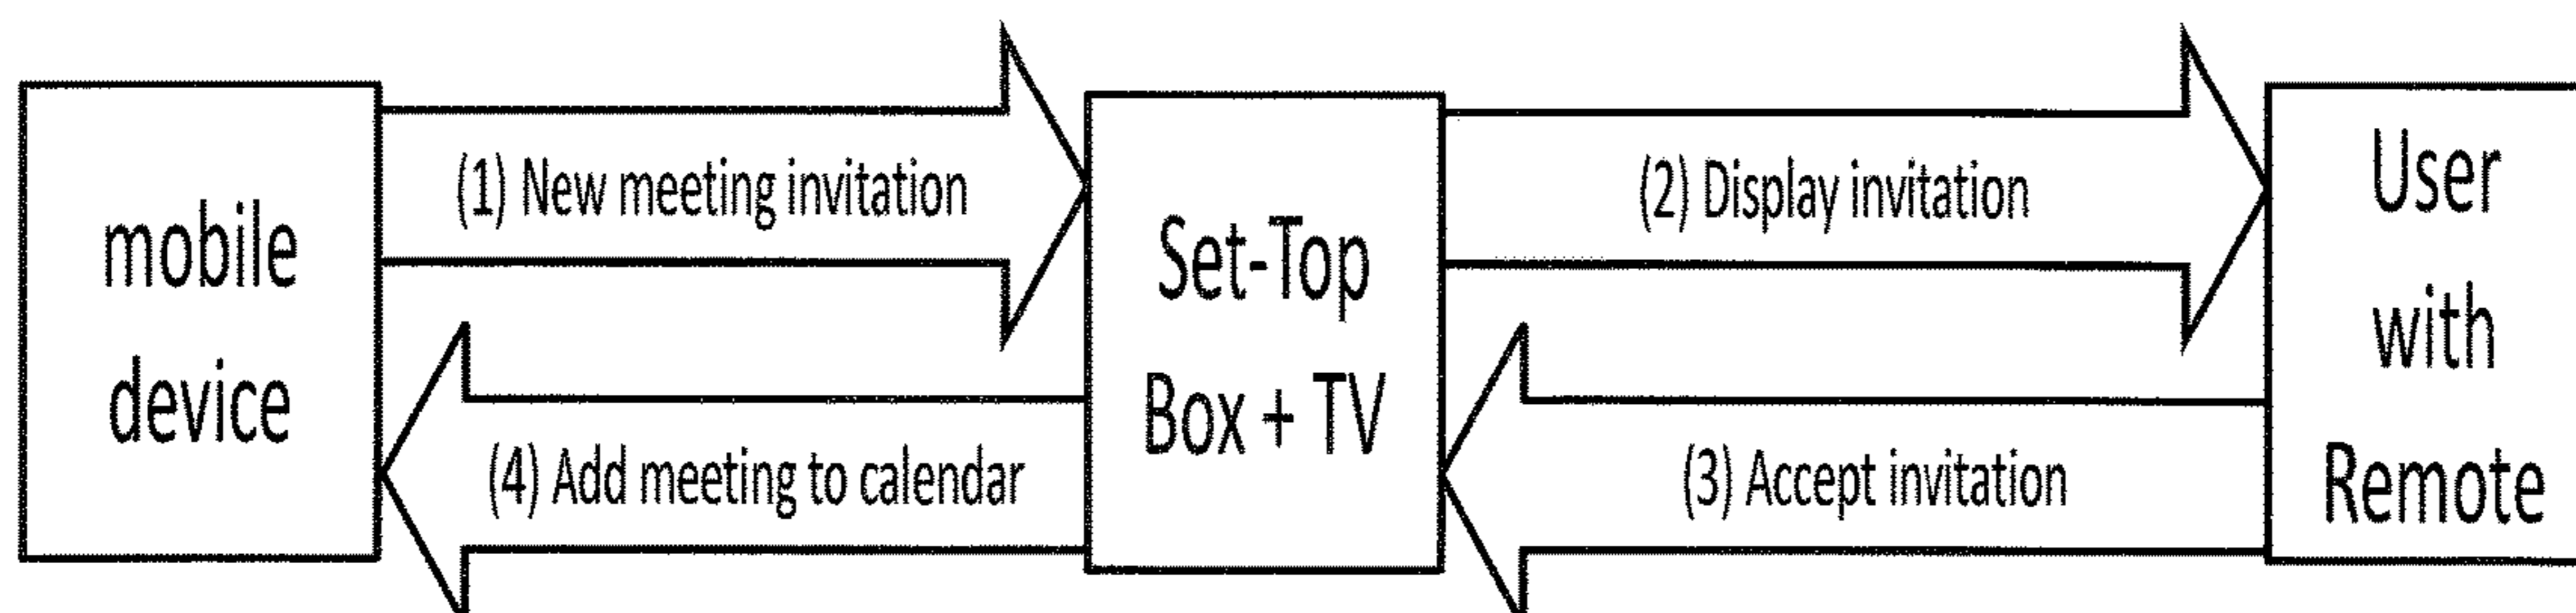 mobile
device
(1) New meeting invitation
(4) Add meeting to calendar
Set-Top
Box + TV
(2) Display invitation
(3) Accept invitation
User
with
Remote